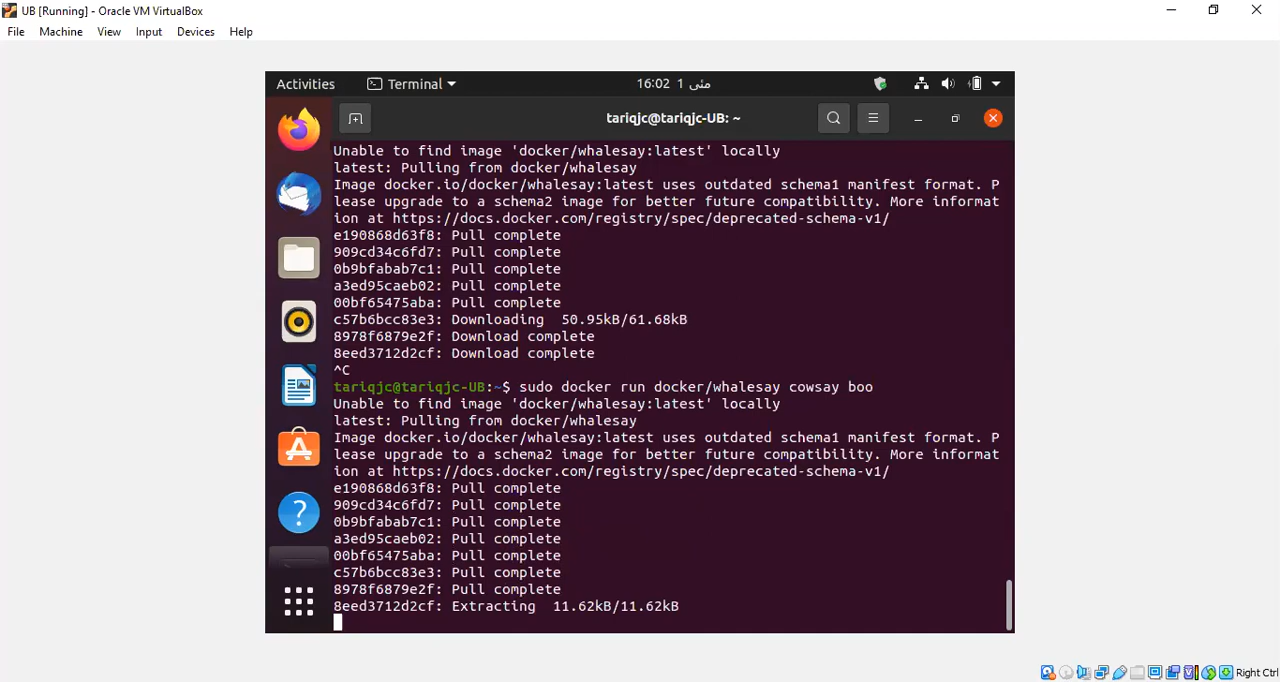 UB [Running] - Oracle VM VirtualBox
File Machine View Input Devices Help
Activities Terminal 16:02 1 مئی
tariqjc@tariqjc-UB: ~
Unable to find image 'docker/whalesay:latest' locally
latest: Pulling from docker/whalesay
Image docker.io/docker/whalesay:latest uses outdated schema1 manifest format. P
lease upgrade to a schema2 image for better future compatibility. More informat
ion at https://docs.docker.com/registry/spec/deprecated-schema-v1/
e190868d63f8: Pull complete
909cd34c6fd7: Pull complete
0b9bfabab7c1: Pull complete
a3ed95caeb02: Pull complete
00bf65475aba: Pull complete
c57b6bcc83e3: Downloading  50.95kB/61.68kB
8978f6879e2f: Download complete
8eed3712d2cf: Download complete
^C
tariqjc@tariqjc-UB:~$ sudo docker run docker/whalesay cowsay boo
Unable to find image 'docker/whalesay:latest' locally
latest: Pulling from docker/whalesay
Image docker.io/docker/whalesay:latest uses outdated schema1 manifest format. P
lease upgrade to a schema2 image for better future compatibility. More informat
ion at https://docs.docker.com/registry/spec/deprecated-schema-v1/
e190868d63f8: Pull complete
909cd34c6fd7: Pull complete
0b9bfabab7c1: Pull complete
a3ed95caeb02: Pull complete
00bf65475aba: Pull complete
c57b6bcc83e3: Pull complete
8978f6879e2f: Pull complete
8eed3712d2cf: Extracting  11.62kB/11.62kB
Right Ctrl